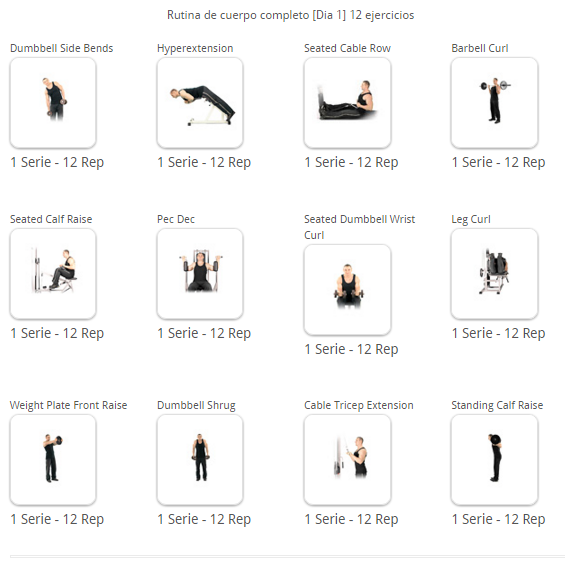 Rutina de cuerpo completo [Dia 1] 12 ejercicios
Dumbbell Side Bends
Hyperextension
Seated Cable Row
Barbell Curl
1 Serie - 12 Rep
1 Serie - 12 Rep
1 Serie - 12 Rep
1 Serie - 12 Rep
Seated Calf Raise
Pec Dec
Seated Dumbbell Wrist
Curl
Leg Curl
1 Serie - 12 Rep
1 Serie - 12 Rep
1 Serie - 12 Rep
1 Serie - 12 Rep
Weight Plate Front Raise
Dumbbell Shrug
Cable Tricep Extension
Standing Calf Raise
1 Serie - 12 Rep
1 Serie - 12 Rep
1 Serie - 12 Rep
1 Serie - 12 Rep